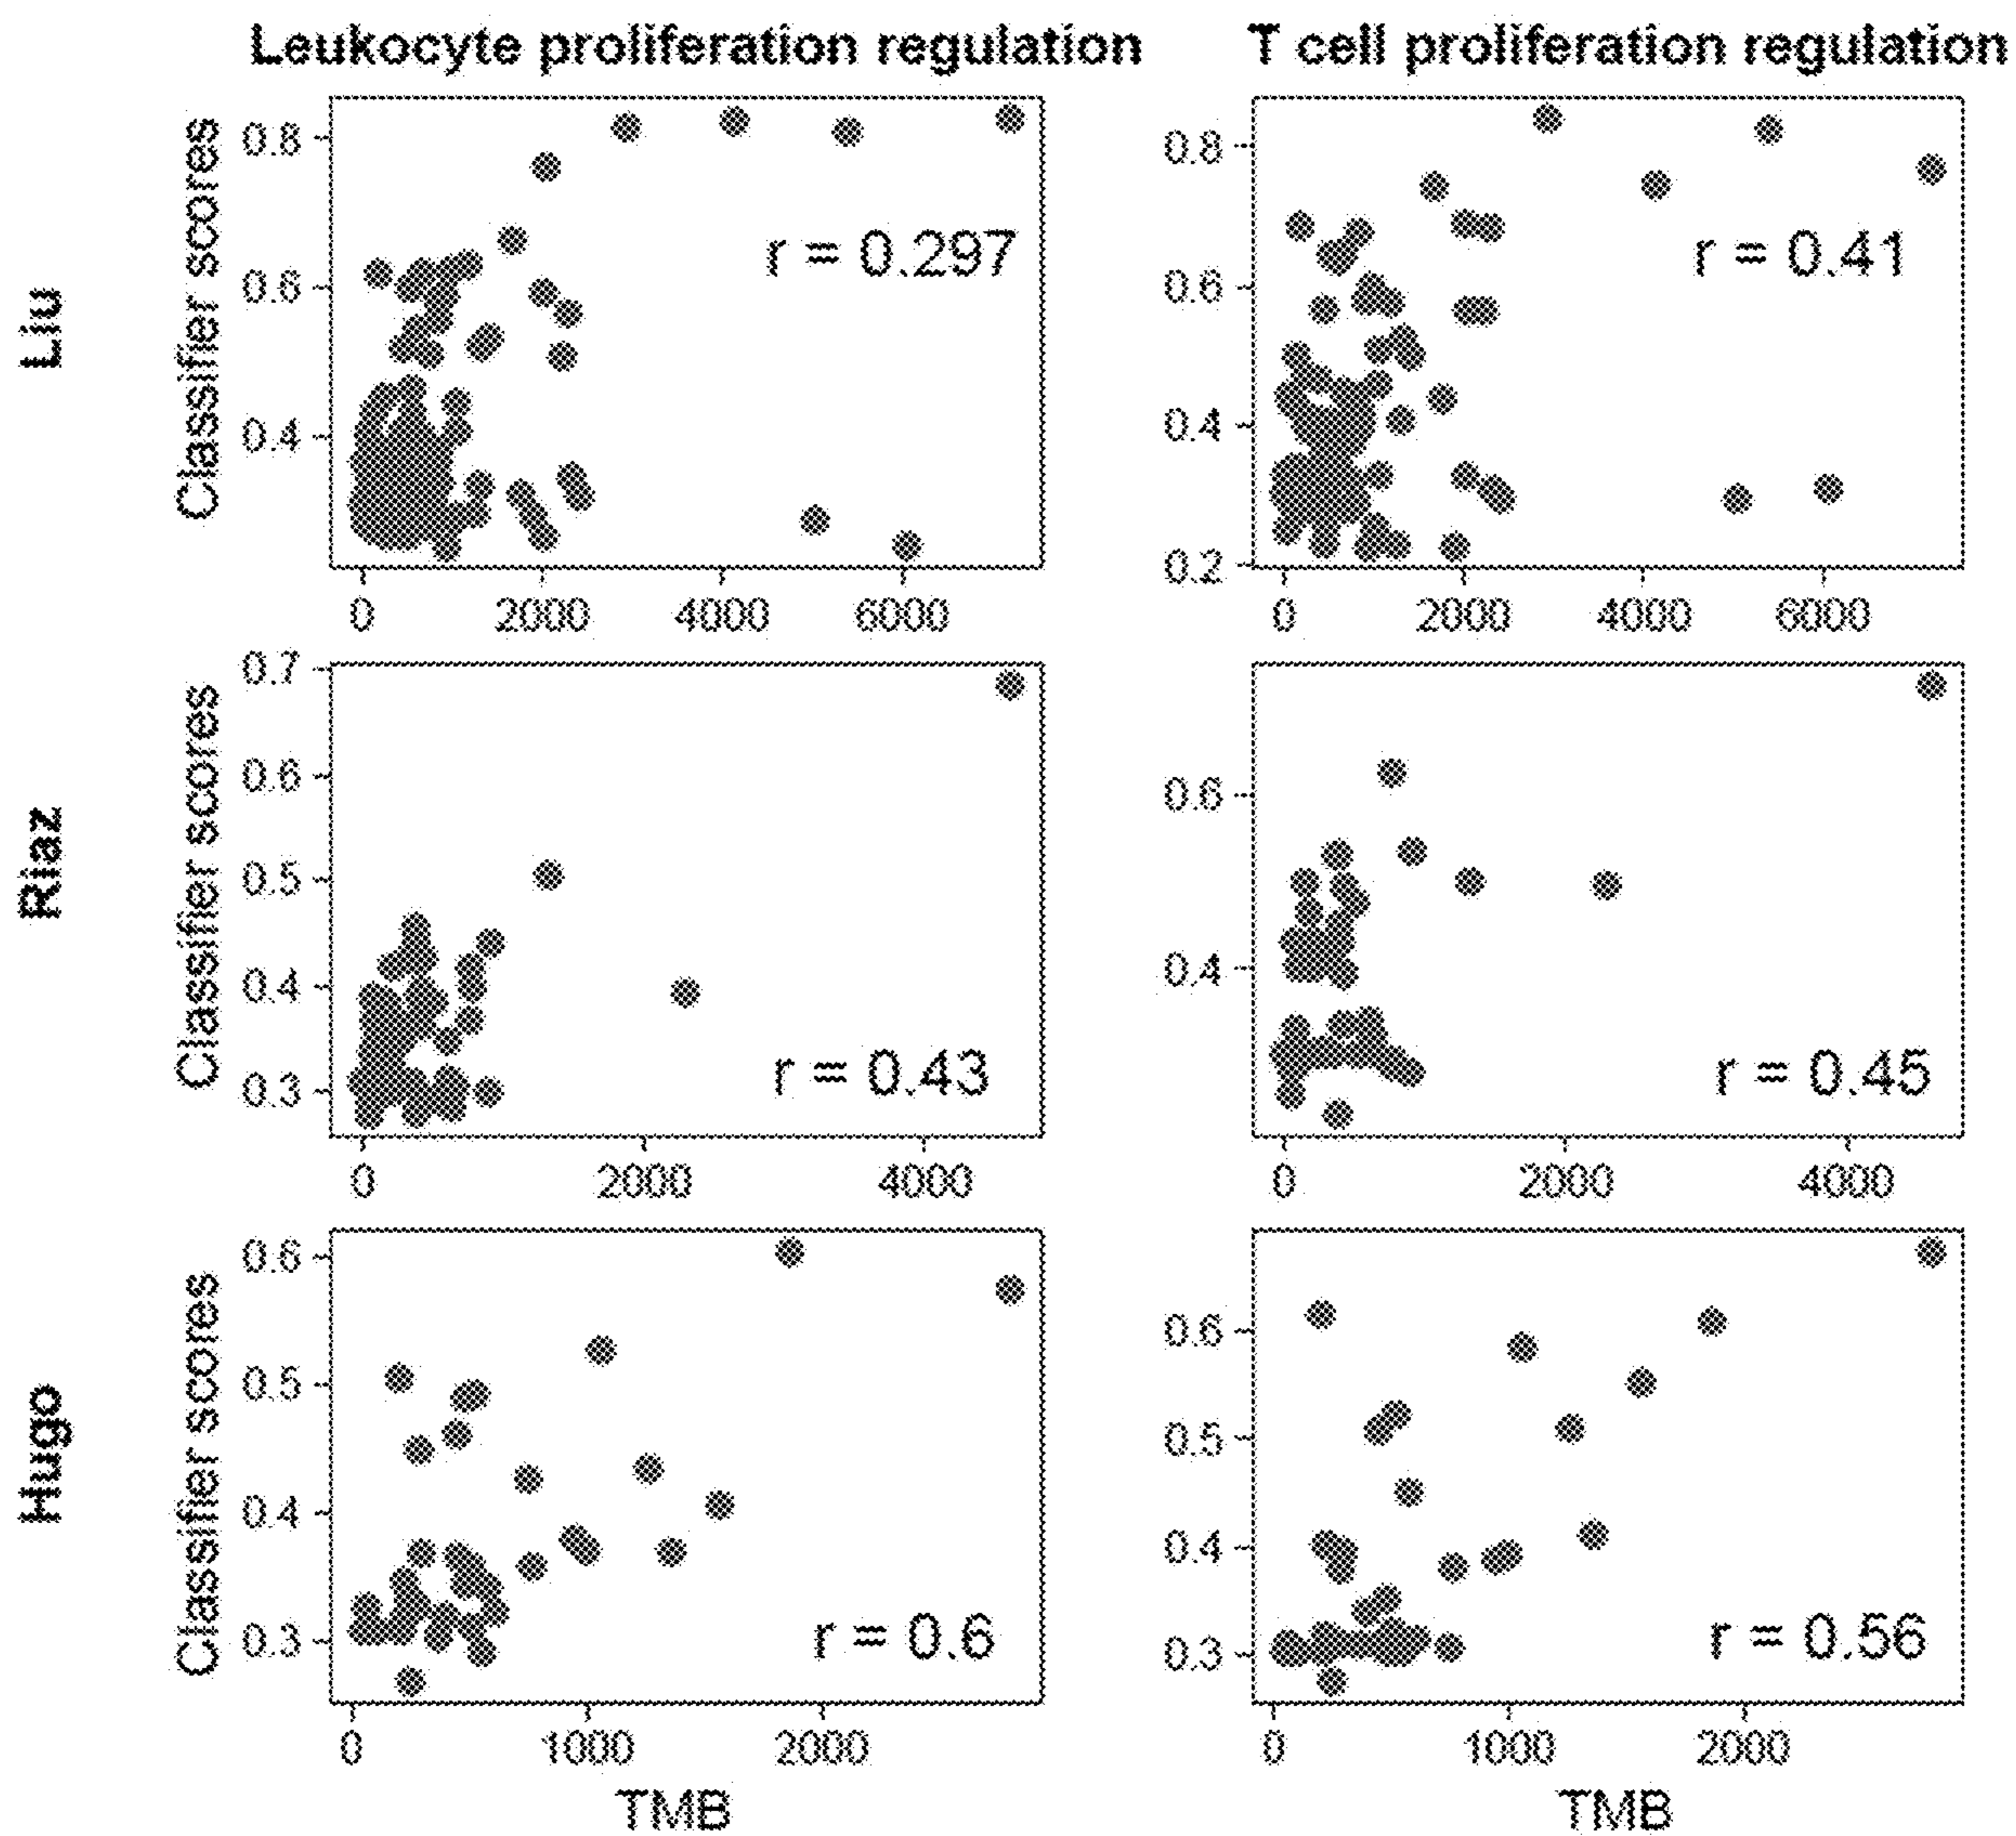 Leukocyte proliferation regulation
T cell proliferation regulation
Liu
Classifier scores
0.8
0.6
0.4
r = 0.297
0 2000 4000 6000
0.8
0.6
0.4
0.2
r = 0.41
0 2000 4000 6000
Riaz
Classifier scores
0.7
0.6
0.5
0.4
0.3
r = 0.43
0 2000 4000
0.6
0.4
r = 0.45
0 2000 4000
Hugo
Classifier scores
0.6
0.5
0.4
0.3
r = 0.6
0 1000 2000
TMB
0.6
0.5
0.4
0.3
r = 0.56
0 1000 2000
TMB